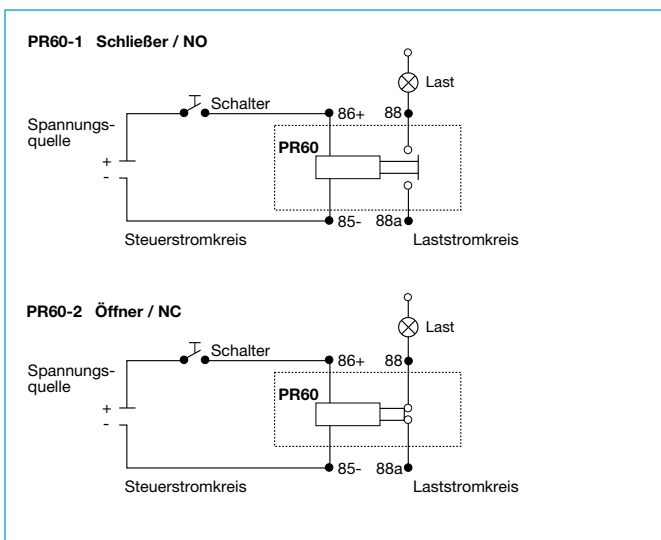 PR60-1 Schließer / NO
Last
Schalter
86+
88
Spannungs-
quelle
PR60
+
-
85-
88a
Steuerstromkreis
Laststromkreis
PR60-2 Öffner / NC
Last
Schalter
86+
88
Spannungs-
quelle
PR60
+
-
85-
88a
Steuerstromkreis
Laststromkreis